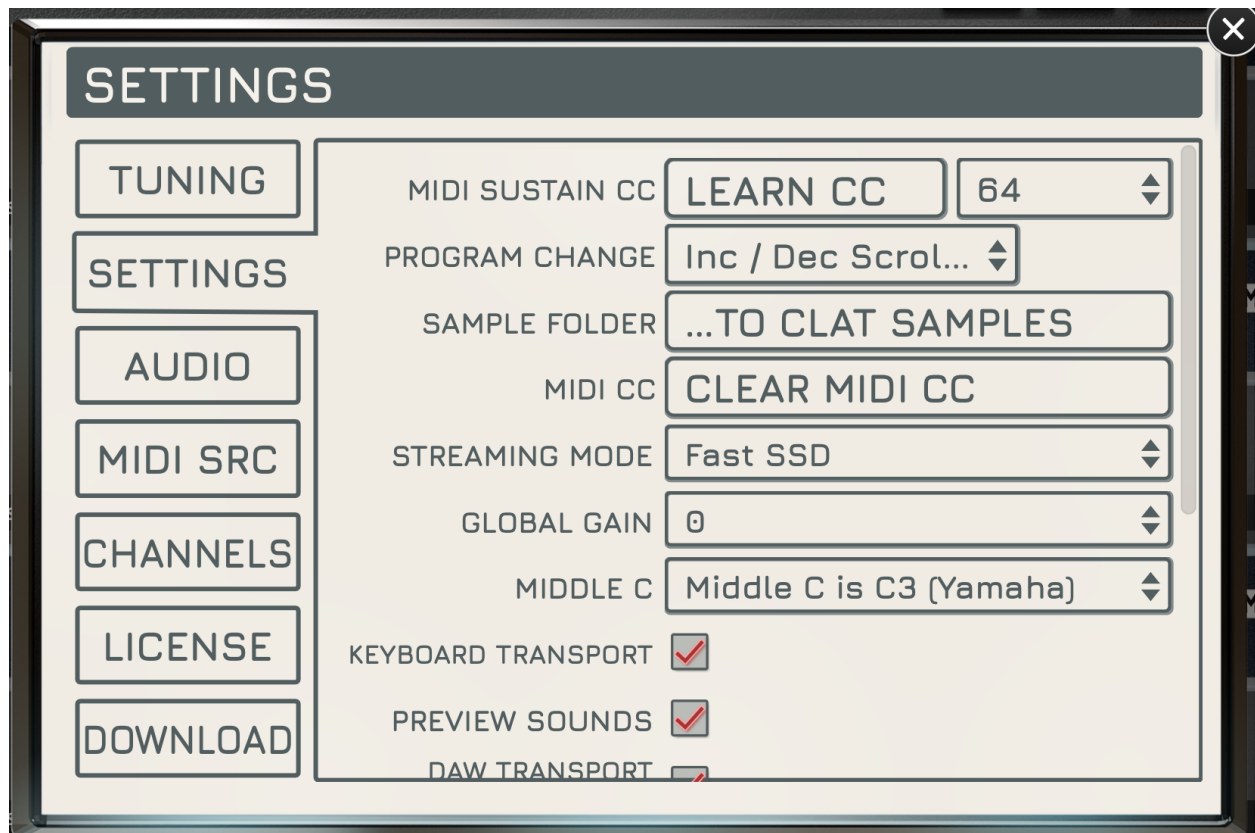 SETTINGS
TUNING
SETTINGS
AUDIO
MIDI SRC
CHANNELS
LICENSE
DOWNLOAD
MIDI SUSTAIN CC LEARN CC 64
PROGRAM CHANGE Inc / Dec Scrol...
SAMPLE FOLDER ...TO CLAT SAMPLES
MIDI CC CLEAR MIDI CC
STREAMING MODE Fast SSD
GLOBAL GAIN 0
MIDDLE C Middle C is C3 (Yamaha)
KEYBOARD TRANSPORT
PREVIEW SOUNDS
DAW TRANSPORT